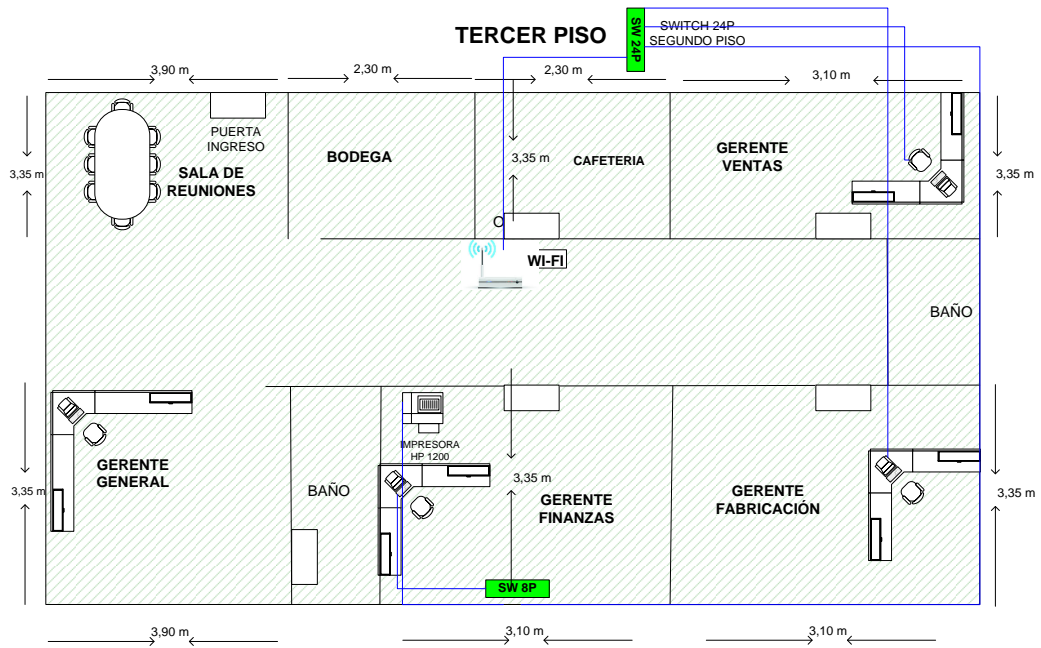 TERCER PISO
SW 24P
SWITCH 24P
SEGUNDO PISO
3,90 m
2,30 m
2,30 m
3,10 m
PUERTA
INGRESO
SALA DE
REUNIONES
BODEGA
3,35 m
CAFETERIA
GERENTE
VENTAS
3,35 m
3,35 m
O
WI-FI
BAÑO
IMPRESORA
HP 1200
GERENTE
GENERAL
BAÑO
3,35 m
GERENTE
FINANZAS
GERENTE
FABRICACIÓN
3,35 m
3,35 m
SW 8P
3,90 m
3,10 m
3,10 m